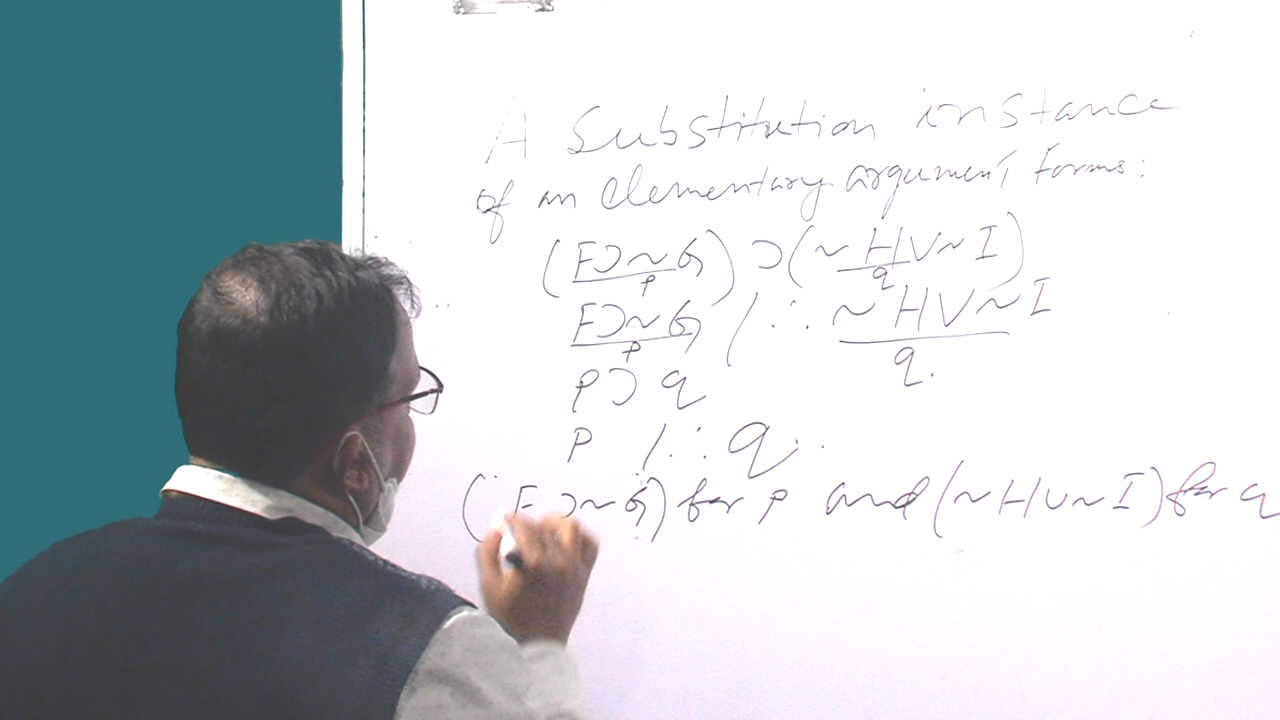 A Substitution instance
of an elementary argument forms:
(F⊃~G) ⊃ (~H∨~I)
p q
F⊃~G /∴ ~H∨~I
p q.
p⊃q
p /∴ q
(F⊃~G) for p and (~H∨~I) for q